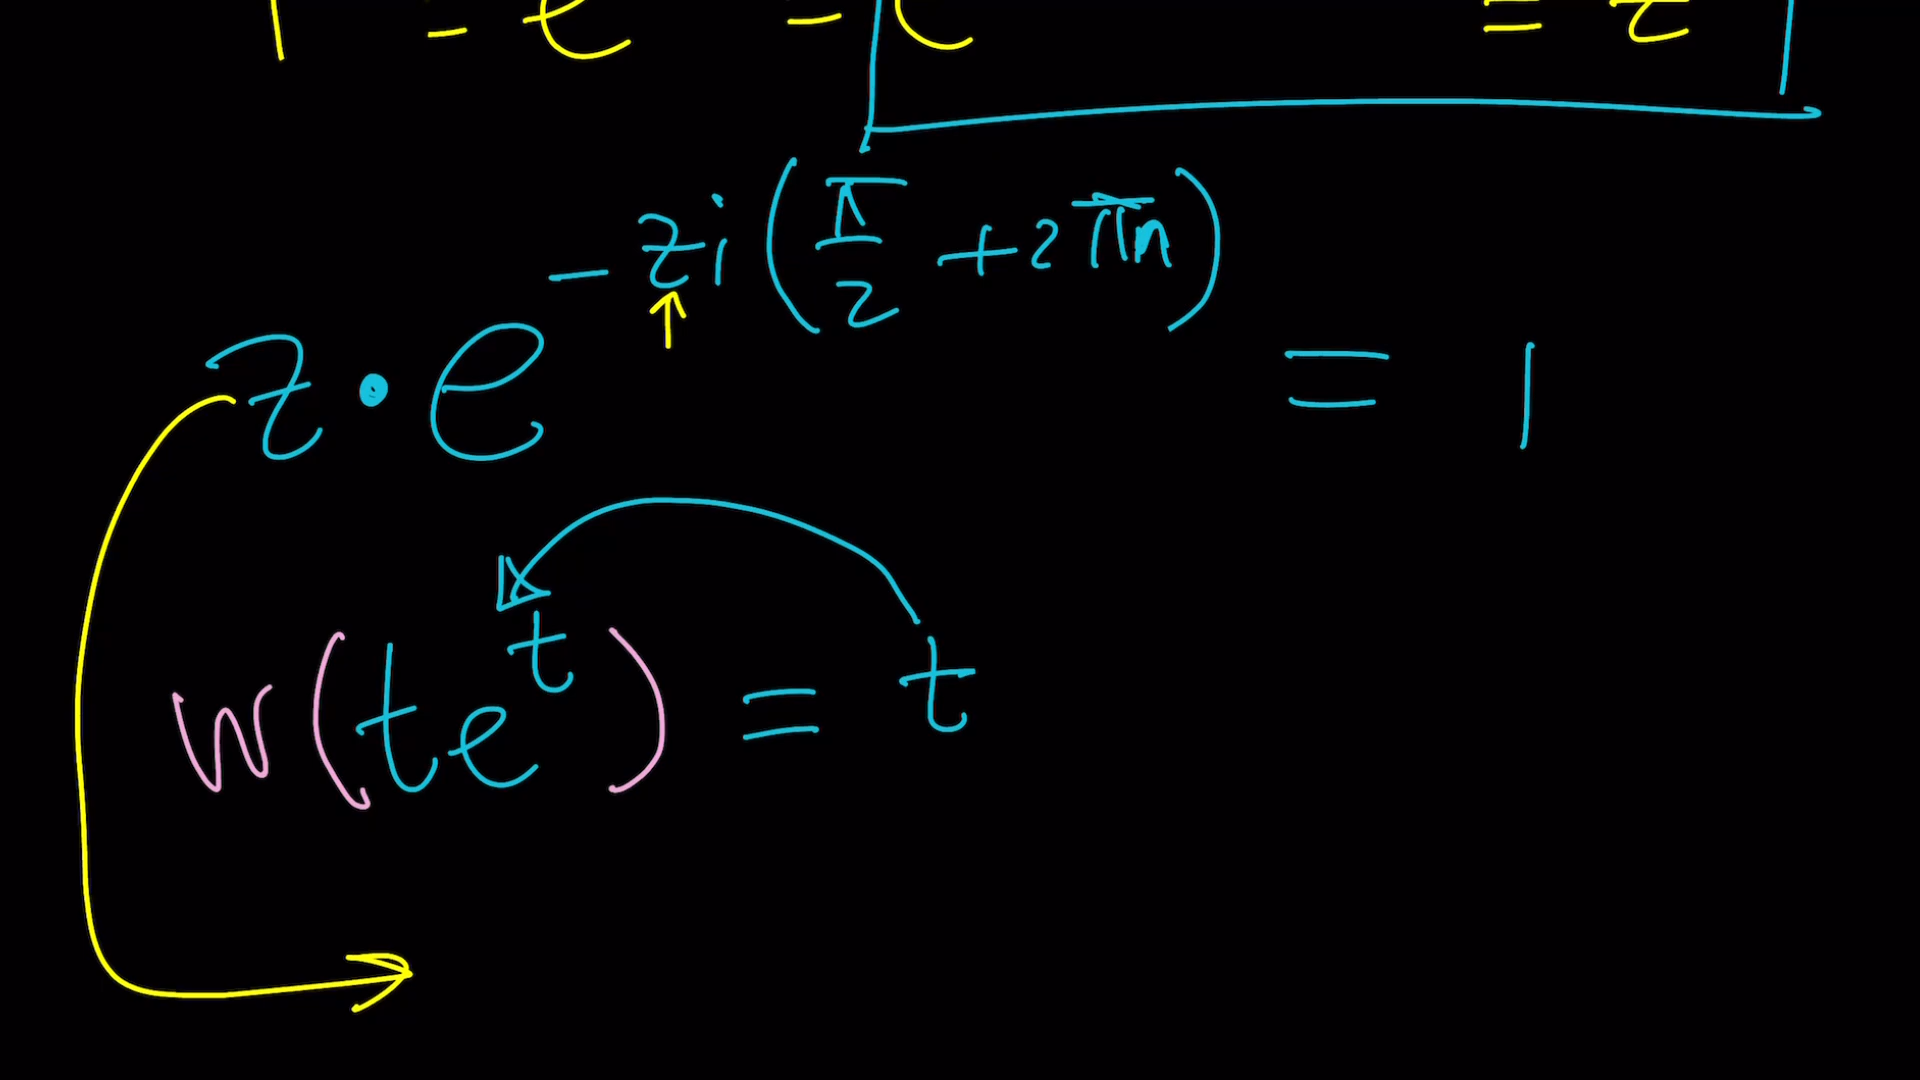 = e = e = z
z · e^{-zi(π/2 + 2πn)} = 1
W(te^t) = t